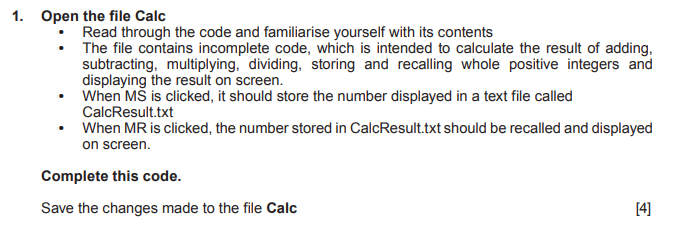 1. Open the file Calc
• Read through the code and familiarise yourself with its contents
• The file contains incomplete code, which is intended to calculate the result of adding,
subtracting, multiplying, dividing, storing and recalling whole positive integers and
displaying the result on screen.
• When MS is clicked, it should store the number displayed in a text file called
CalcResult.txt
• When MR is clicked, the number stored in CalcResult.txt should be recalled and displayed
on screen.
Complete this code.
Save the changes made to the file Calc [4]